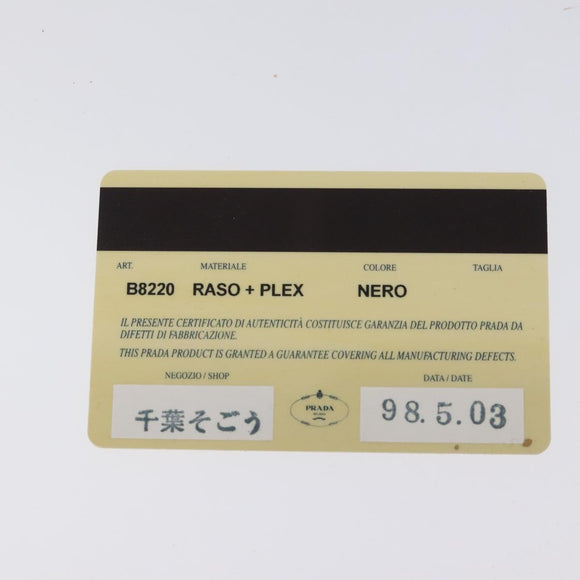 ART. MATERIALE COLORE TAGLIA
B8220 RASO + PLEX NERO
IL PRESENTE CERTIFICATO DI AUTENTICITÀ COSTITUISCE GARANZIA DEL PRODOTTO PRADA DA
DIFETTI DI FABBRICAZIONE.
THIS PRADA PRODUCT IS GRANTED A GUARANTEE COVERING ALL MANUFACTURING DEFECTS.
NEGOZIO / SHOP DATA / DATE
千葉そごう PRADA 98.5.03
MILANO